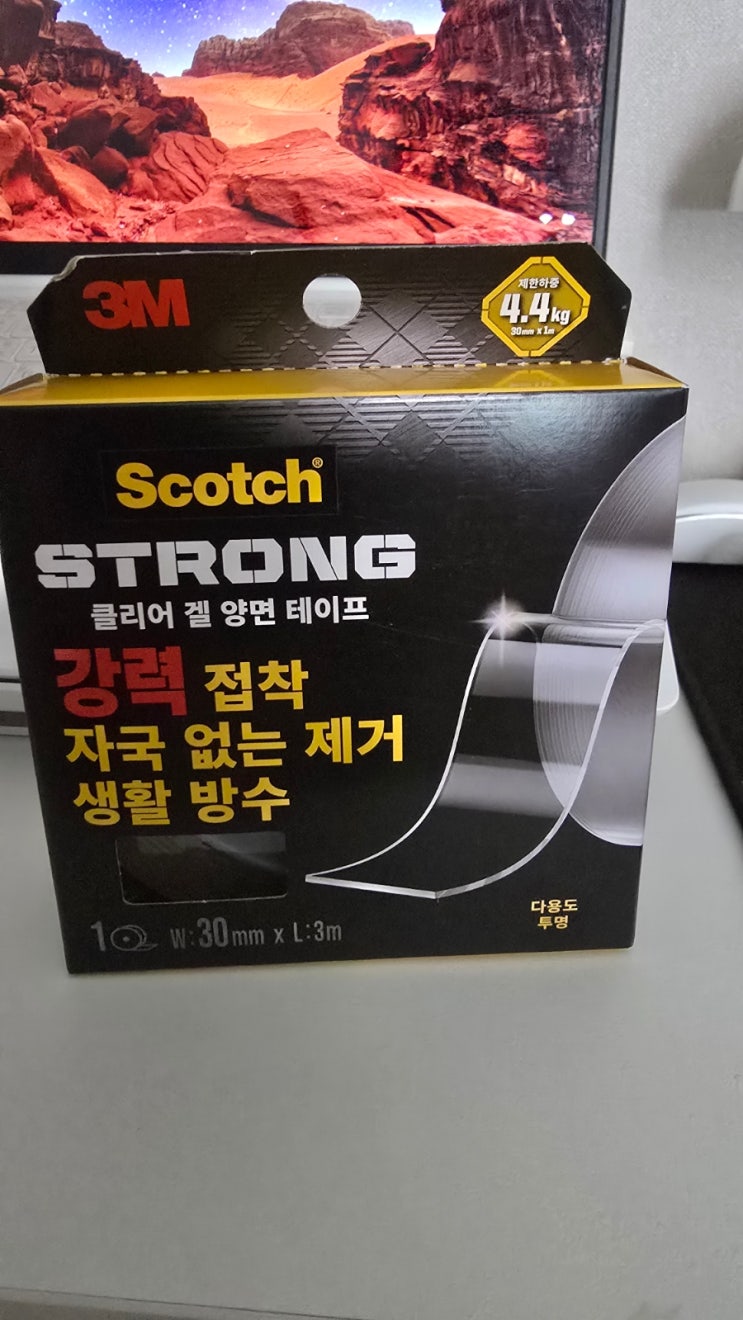 3M
제한하중
4.4kg
30mm x 1m
Scotch®
STRONG
클리어 겔 양면 테이프
강력 접착
자국 없는 제거
생활 방수
1 W:30mm x L:3m
다용도
투명